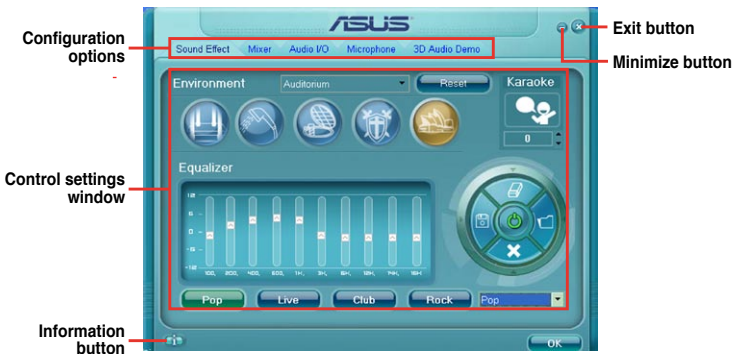 ASUS
Exit button
Minimize button
Configuration
options
Sound Effect Mixer Audio I/O Microphone 3D Audio Demo
Environment Auditorium Reset Karaoke
0
Control settings
window
Equalizer
Pop Live Club Rock Pop
Information
button
OK